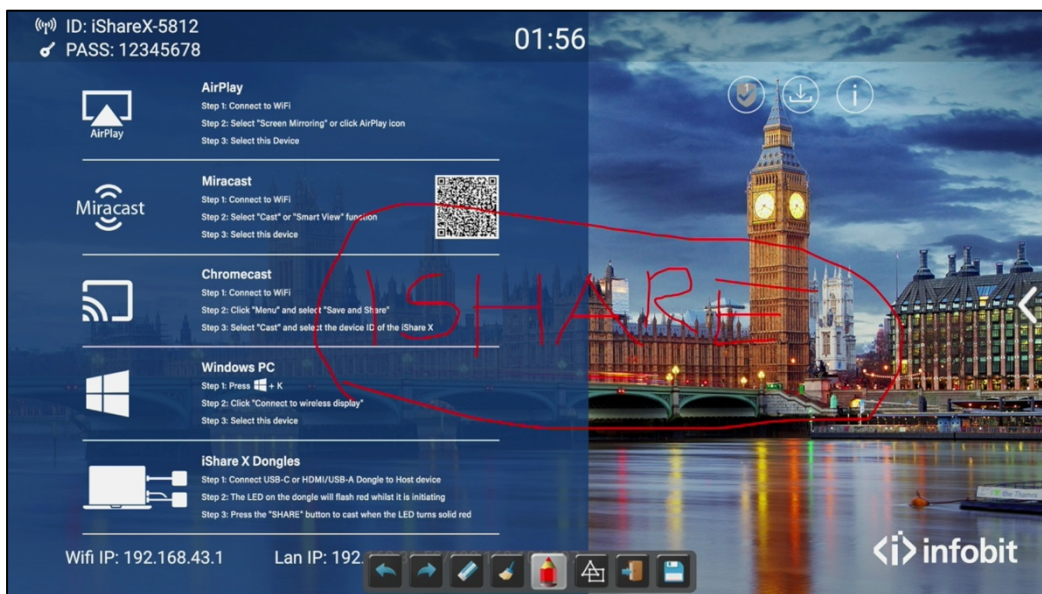 ID: iShareX-5812
PASS: 12345678
01:56
AirPlay
AirPlay
Step 1: Connect to WiFi
Step 2: Select "Screen Mirroring" or click AirPlay icon
Step 3: Select this Device
Miracast
Miracast
Step 1: Connect to WiFi
Step 2: Select "Cast" or "Smart View" function
Step 3: Select this device
Chromecast
Step 1: Connect to WiFi
Step 2: Click "Menu" and select "Save and Share"
Step 3: Select "Cast" and select the device ID of the iShare X
ISHARE
Windows PC
Step 1: Press + K
Step 2: Click "Connect to wireless display"
Step 3: Select this device
iShare X Dongles
Step 1: Connect USB-C or HDMI/USB-A Dongle to Host device
Step 2: The LED on the dongle will flash red whilst it is initiating
Step 3: Press the "SHARE" button to cast when the LED turns solid red
Wifi IP: 192.168.43.1
Lan IP: 192.
<i> infobit